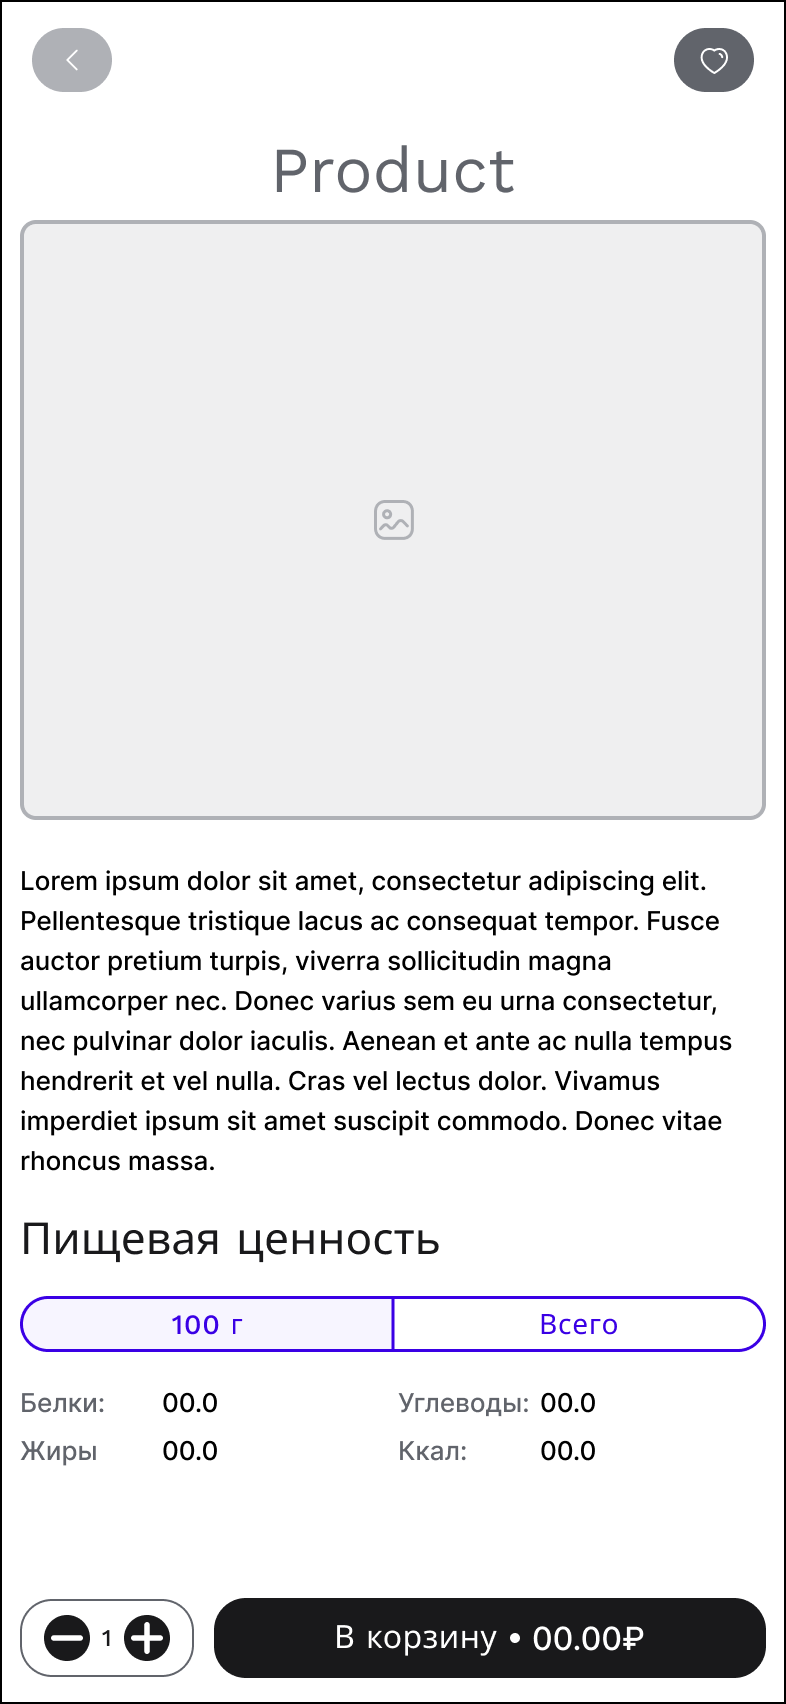 Product
Lorem ipsum dolor sit amet, consectetur adipiscing elit.
Pellentesque tristique lacus ac consequat tempor. Fusce
auctor pretium turpis, viverra sollicitudin magna
ullamcorper nec. Donec varius sem eu urna consectetur,
nec pulvinar dolor iaculis. Aenean et ante ac nulla tempus
hendrerit et vel nulla. Cras vel lectus dolor. Vivamus
imperdiet ipsum sit amet suscipit commodo. Donec vitae
rhoncus massa.
Пищевая ценность
100 г Всего
Белки: 00.0 Углеводы: 00.0
Жиры 00.0 Ккал: 00.0
1 В корзину • 00.00₽